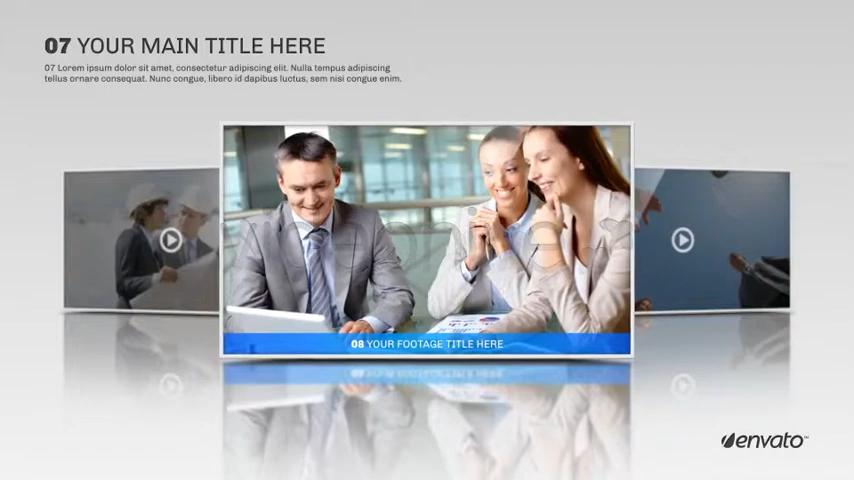 07 YOUR MAIN TITLE HERE
07 Lorem ipsum dolor sit amet, consectetur adipiscing elit. Nulla tempus adipiscing
tellus ornare consequat. Nunc congue, libero id dapibus luctus, sem nisi congue enim.
08 YOUR FOOTAGE TITLE HERE
envato™